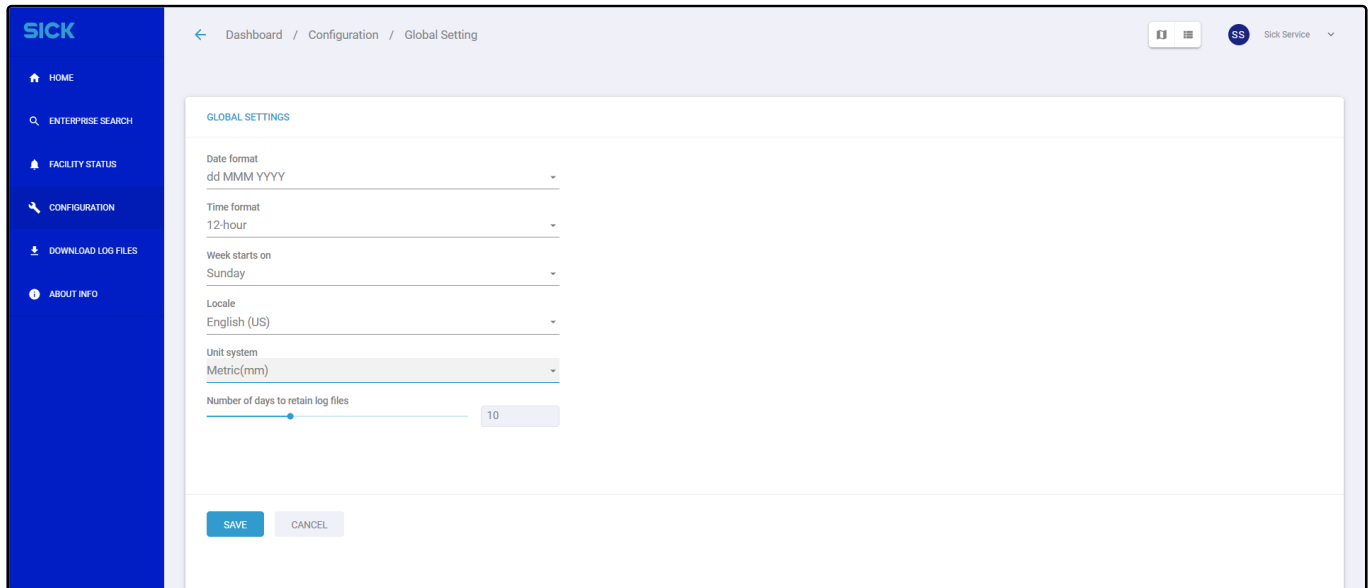 SICK
HOME
ENTERPRISE SEARCH
FACILITY STATUS
CONFIGURATION
DOWNLOAD LOG FILES
ABOUT INFO
Dashboard / Configuration / Global Setting
SS Sick Service
GLOBAL SETTINGS
Date format
dd MMM YYYY
Time format
12-hour
Week starts on
Sunday
Locale
English (US)
Unit system
Metric(mm)
Number of days to retain log files
10
SAVE CANCEL